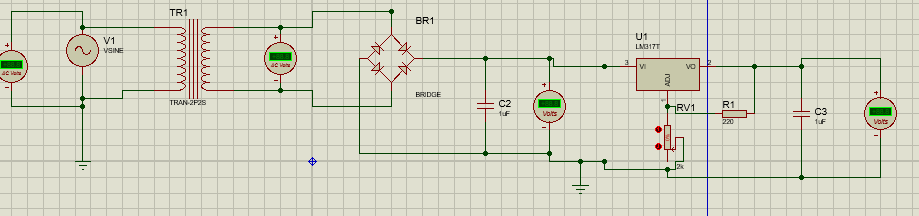 TR1
V1
VSINE
AC Volts
TRAN-2P2S
AC Volts
BR1
BRIDGE
C2
1uF
Volts
U1
LM317T
3
VI
VO
2
ADJ
1
RV1
2k
R1
220
C3
1uF
Volts